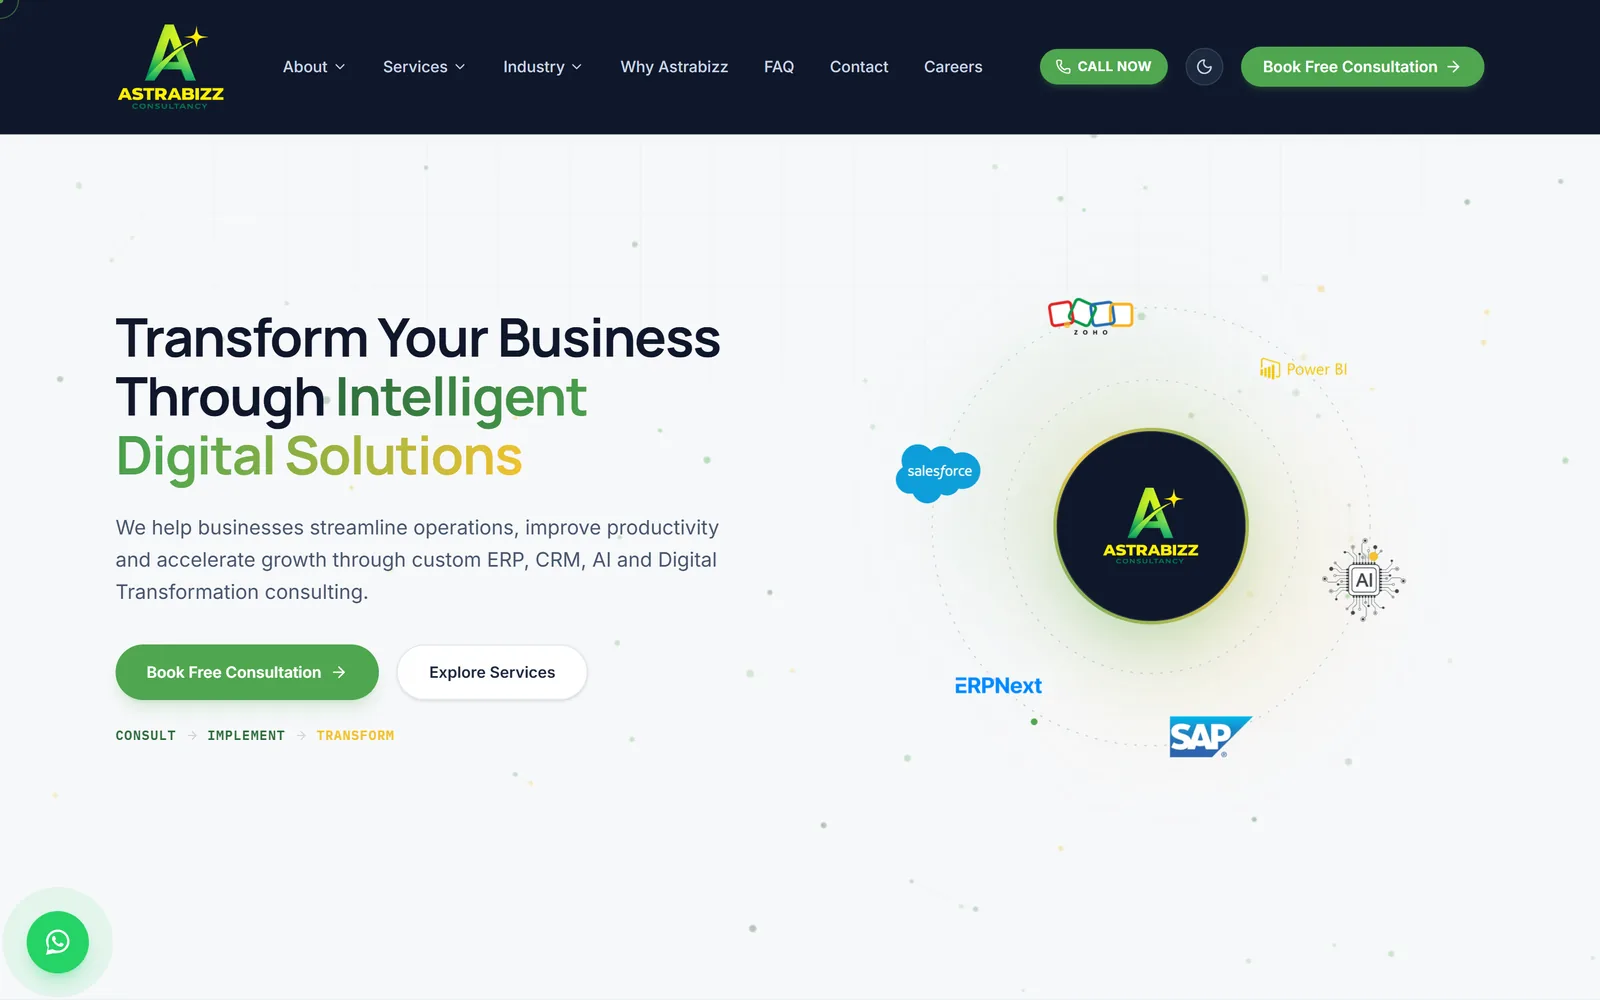 ASTRABIZZ
CONSULTANCY
About
Services
Industry
Why Astrabizz
FAQ
Contact
Careers
CALL NOW
Book Free Consultation
Transform Your Business
Through Intelligent
Digital Solutions
We help businesses streamline operations, improve productivity
and accelerate growth through custom ERP, CRM, AI and Digital
Transformation consulting.
Book Free Consultation
Explore Services
CONSULT → IMPLEMENT → TRANSFORM
ZOHO
Power BI
salesforce
ASTRABIZZ
CONSULTANCY
AI
ERPNext
SAP®